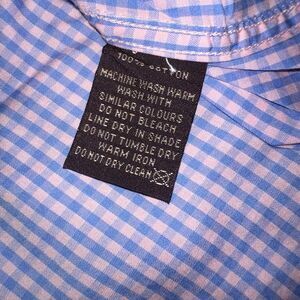 100% COTTON
MACHINE WASH WARM
WASH WITH
SIMILAR COLOURS
DO NOT BLEACH
LINE DRY IN SHADE
DO NOT TUMBLE DRY
WARM IRON
DO NOT DRY CLEAN